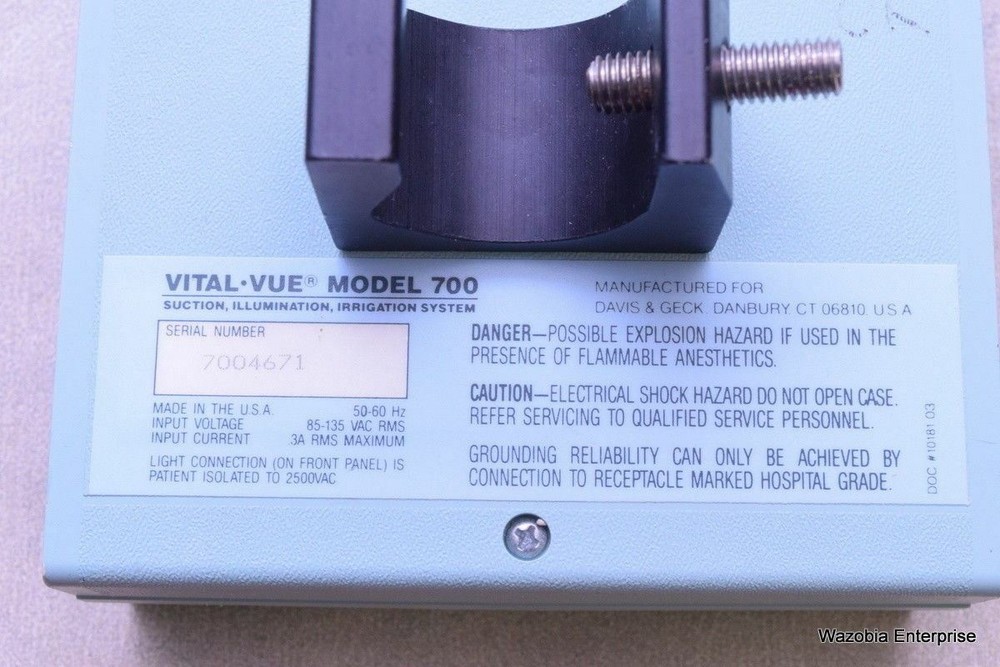 VITAL·VUE® MODEL 700
SUCTION, ILLUMINATION, IRRIGATION SYSTEM
SERIAL NUMBER
7004671
MADE IN THE U.S.A. 50-60 Hz
INPUT VOLTAGE 85-135 VAC RMS
INPUT CURRENT .3A RMS MAXIMUM
LIGHT CONNECTION (ON FRONT PANEL) IS
PATIENT ISOLATED TO 2500VAC
MANUFACTURED FOR
DAVIS & GECK DANBURY CT 06810 U S A
DANGER—POSSIBLE EXPLOSION HAZARD IF USED IN THE
PRESENCE OF FLAMMABLE ANESTHETICS.
CAUTION—ELECTRICAL SHOCK HAZARD DO NOT OPEN CASE.
REFER SERVICING TO QUALIFIED SERVICE PERSONNEL.
GROUNDING RELIABILITY CAN ONLY BE ACHIEVED BY
CONNECTION TO RECEPTACLE MARKED HOSPITAL GRADE.
DOC #10181 03
Wazobia Enterprise